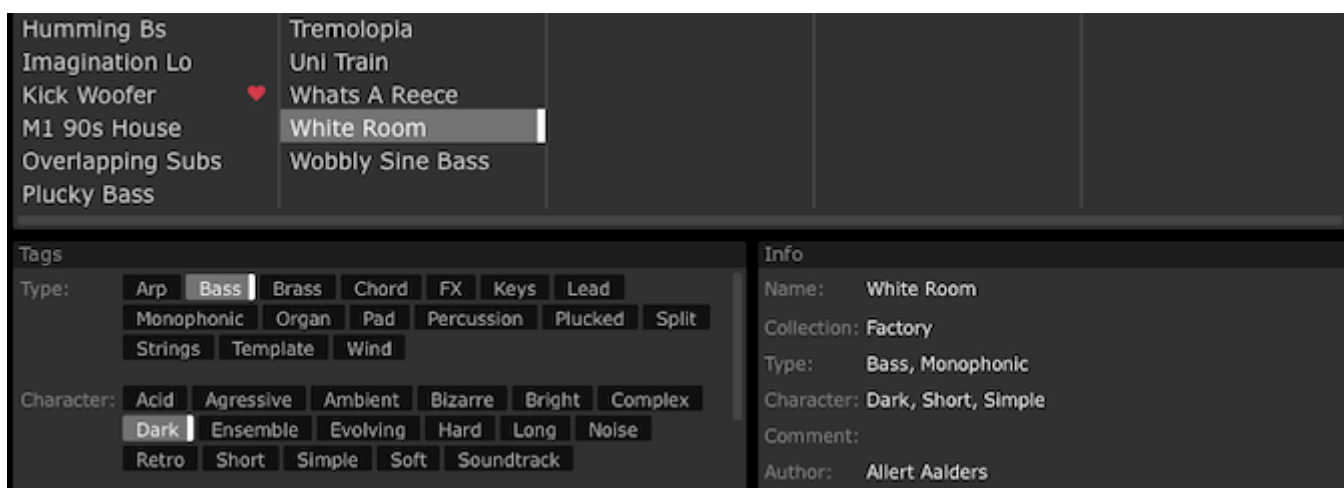 Humming Bs
Imagination Lo
Kick Woofer
M1 90s House
Overlapping Subs
Plucky Bass
Tremolopia
Uni Train
Whats A Reece
White Room
Wobbly Sine Bass
Tags
Type: Arp Bass Brass Chord FX Keys Lead
Monophonic Organ Pad Percussion Plucked Split
Strings Template Wind
Character: Acid Agressive Ambient Bizarre Bright Complex
Dark Ensemble Evolving Hard Long Noise
Retro Short Simple Soft Soundtrack
Info
Name: White Room
Collection: Factory
Type: Bass, Monophonic
Character: Dark, Short, Simple
Comment:
Author: Allert Aalders